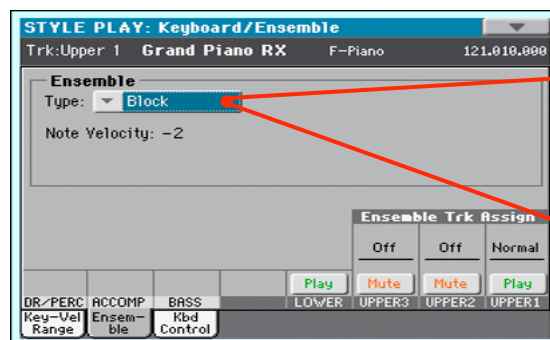 STYLE PLAY: Keyboard/Ensemble
Trk:Upper 1 Grand Piano RX F-Piano 121.010.000
Ensemble
Type: Block
Note Velocity: -2
Ensemble Trk Assign
Off Off Normal
Play Mute Mute Play
DR/PERC ACCOMP BASS LOWER UPPER3 UPPER2 UPPER1
Key-Vel Ensem- Kbd
Range ble Control